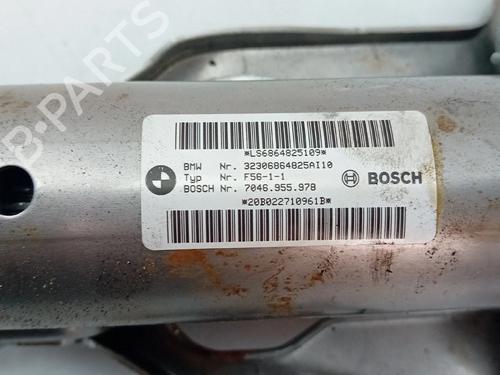 *LS6864825109*
BMW Nr. 32306864825AI10
Typ Nr. F56-1-1
BOSCH Nr. 7046.955.978
BOSCH
*20B022710961B*
B-PARTS